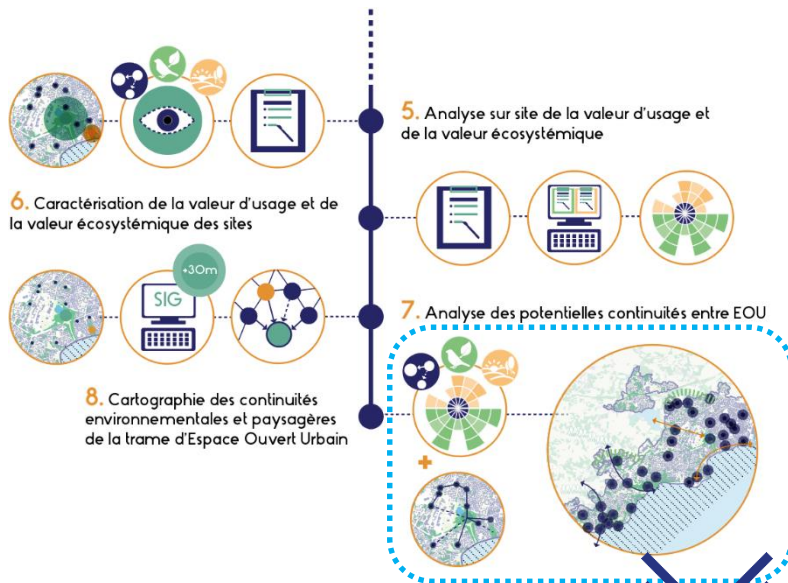 5. Analyse sur site de la valeur d'usage et
de la valeur écosystémique
6. Caractérisation de la valeur d'usage et de
la valeur écosystémique des sites
+30m
SIG
7. Analyse des potentielles continuités entre EOU
8. Cartographie des continuités
environnementales et paysagères
de la trame d'Espace Ouvert Urbain